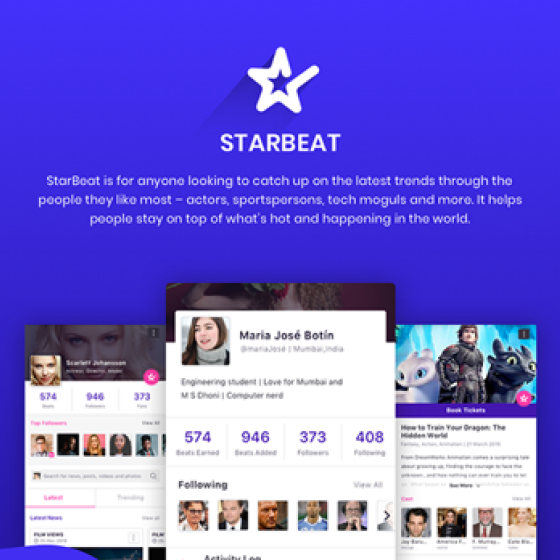 STARBEAT
StarBeat is for anyone looking to catch up on the latest trends through the
people they like most – actors, sportspersons, tech moguls and more. It helps
people stay on top of what's hot and happening in the world.
Scarlett Johansson
Actress, Director, Model
574 946 373
Beats Followers Fans
Top Followers View All
Search for news, posts, videos and photos
Latest Trending
Latest News View all
FILM VIEWS
Maria José Botín
@mariaJosé | Mumbai,India
Engineering student | Love for Mumbai and
M S Dhoni | Computer nerd
574 946 373 408
Beats Earned Beats Added Followers Following
Following View All
Activity Log
Book Tickets
How to Train Your Dragon: The
Hidden World
Fantasy, Action, Animation | 21 March 2019
From DreamWorks Animation comes a surprising tale
about growing up, finding the courage to face the
unknown...and how nothing can ever train you to let
See More
Cast View All
Jay Baru... America F... F. Murray... Cate Bla